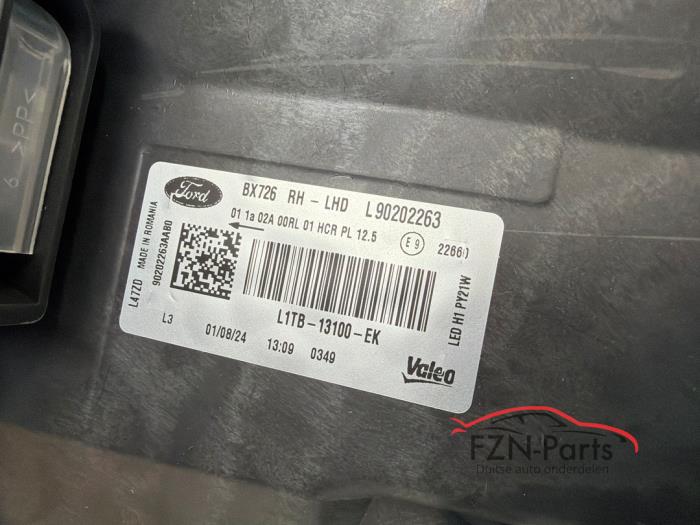 6 >PP<
Ford
BX726 RH-LHD L90202263
01 1a 02A 00RL 01 HCR PL 12.5
E9 22660
L47ZD MADE IN ROMANIA
90202263AAB0
LED H1 PY21W
L1TB-13100-EK
L3 01/08/24 13:09 0349
Valeo
FZN-Parts
Duitse auto onderdelen